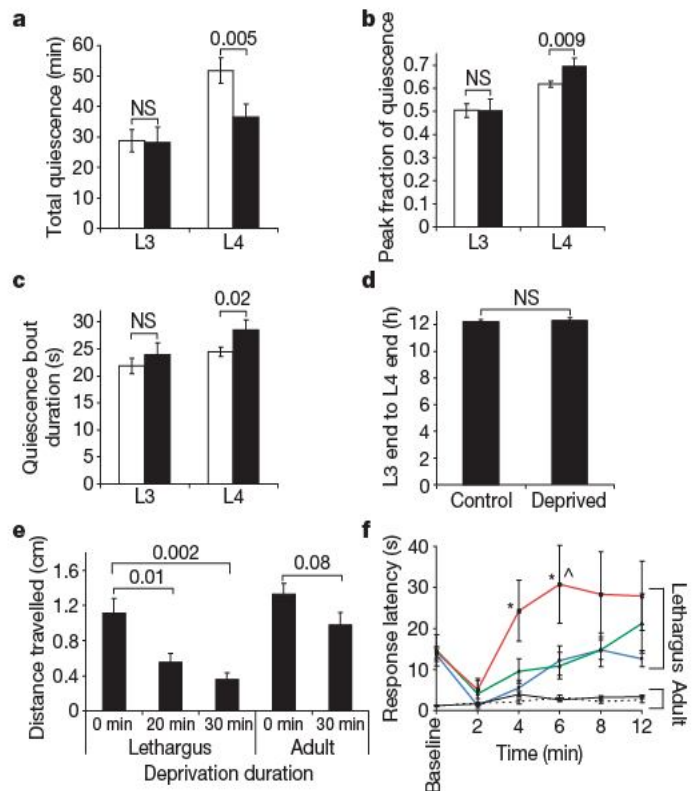 a
Total quiescence (min)
60
50
40
30
20
10
0
NS
0.005
L3
L4
b
Peak fraction of quiescence
0.7
0.6
0.5
0.4
0.3
0.2
0.1
0
NS
0.009
L3
L4
c
Quiescence bout
duration (s)
30
25
20
15
10
5
0
NS
0.02
L3
L4
d
L3 end to L4 end (h)
12
10
8
6
4
2
0
NS
Control
Deprived
e
Distance travelled (cm)
1.6
1.2
0.8
0.4
0
0.002
0.01
0.08
0 min 20 min 30 min 0 min 30 min
Lethargus Adult
Deprivation duration
f
Response latency (s)
40
30
20
10
0
* * ^
Lethargus
Adult
Baseline 2 4 6 8 12
Time (min)